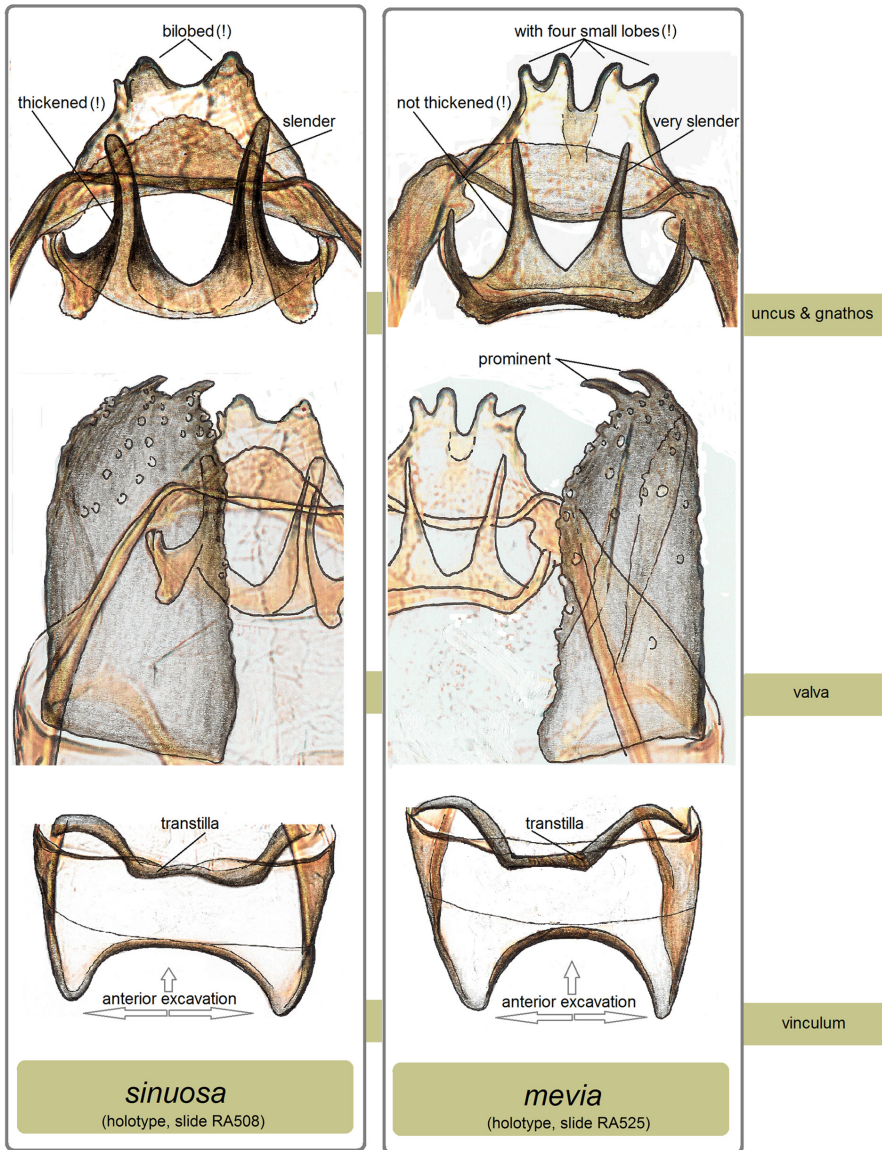 bilobed(!)
thickened(!)
slender
transtilla
anterior excavation
sinuosa
(holotype, slide RA508)
with four small lobes(!)
not thickened(!)
very slender
prominent
transtilla
anterior excavation
mevia
(holotype, slide RA525)
uncus & gnathos
valva
vinculum